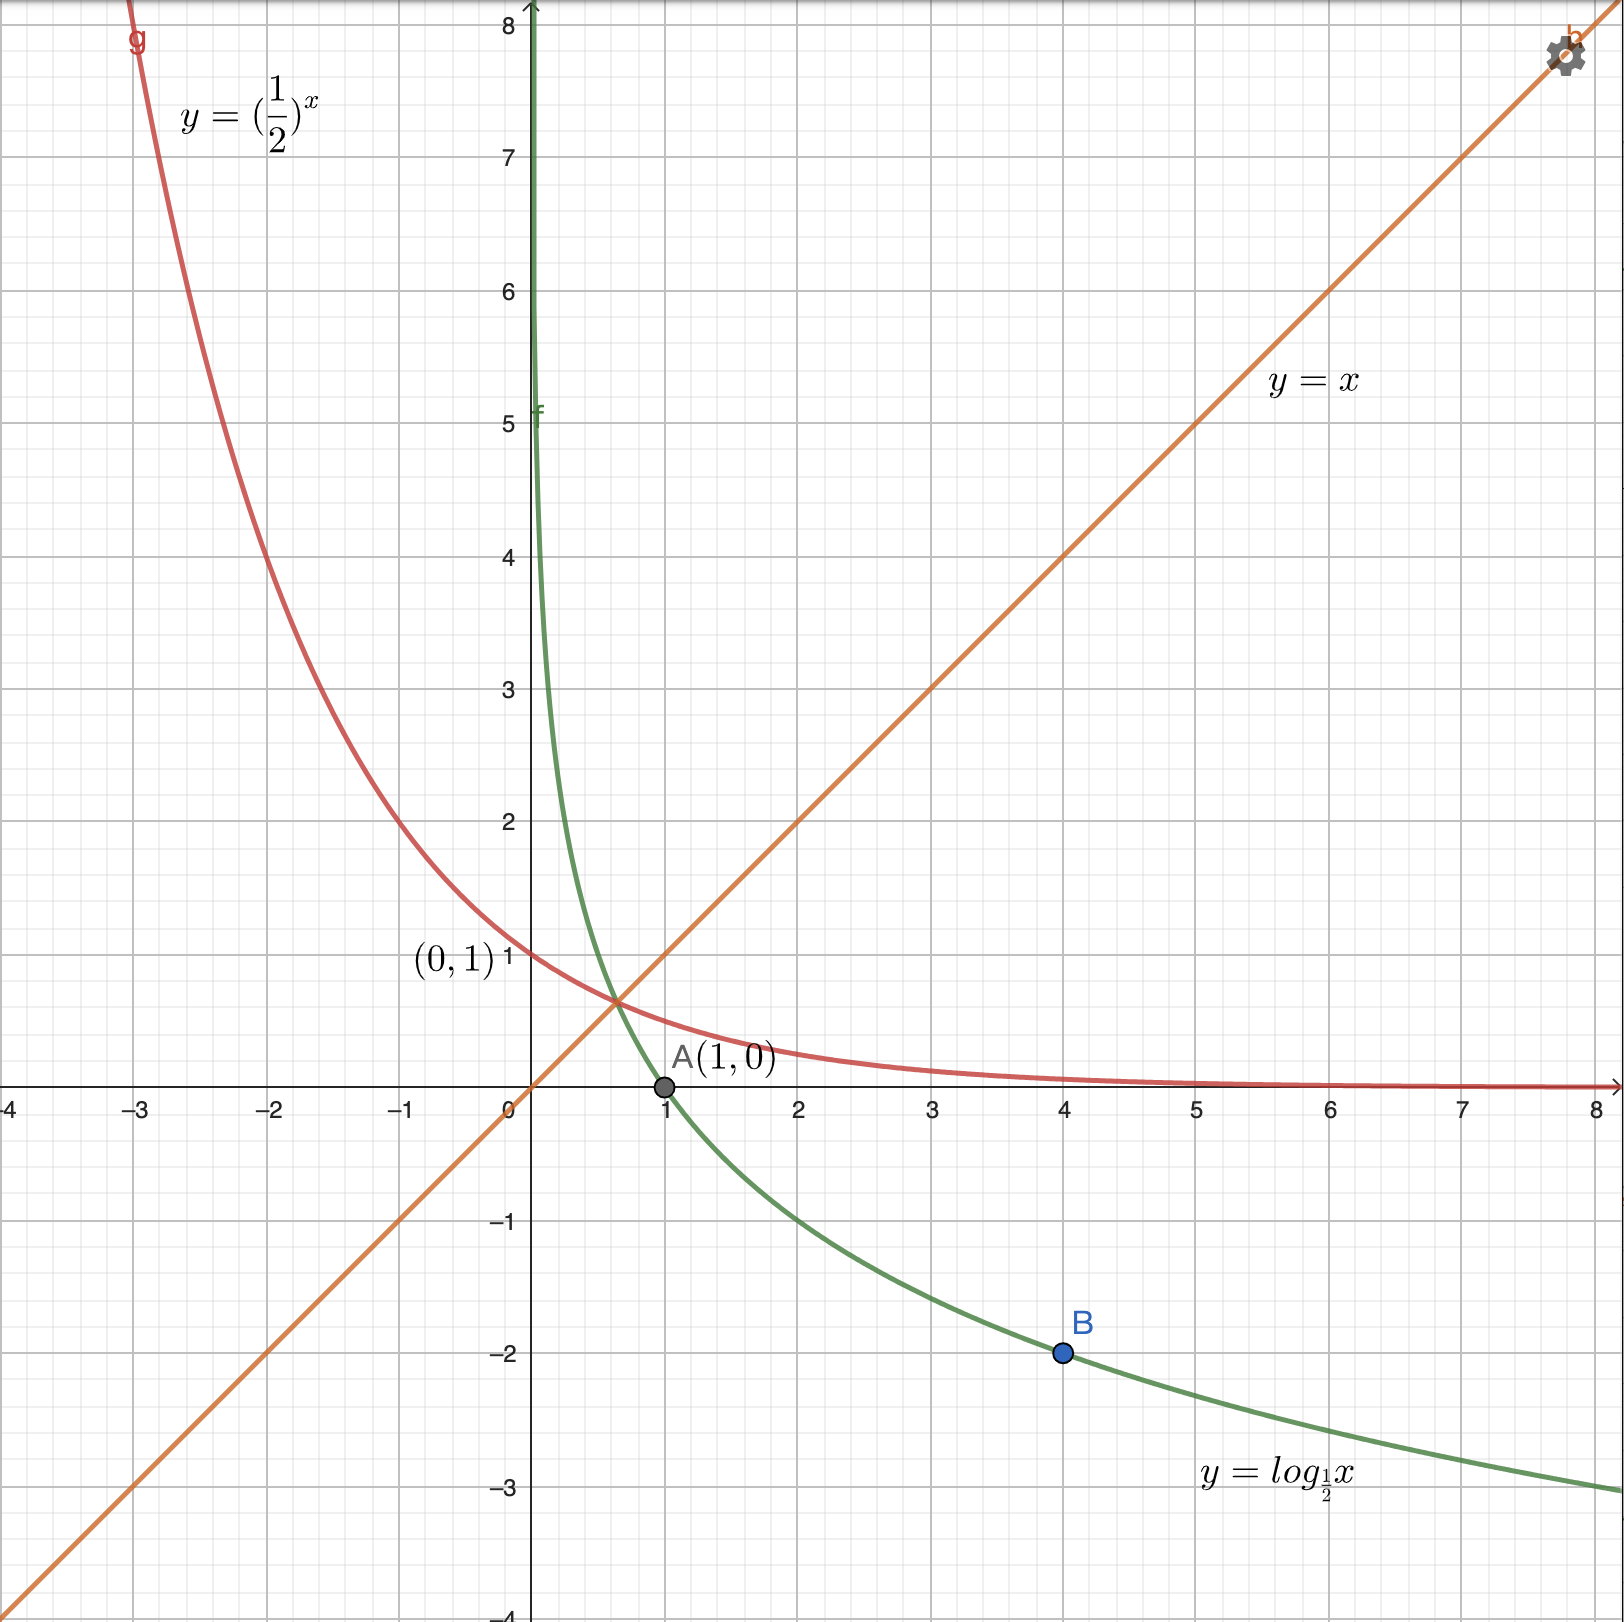 8
g
h
y = (1/2)^x
7
6
y = x
f
5
4
3
2
(0, 1) 1
A(1, 0)
-4 -3 -2 -1 0 1 2 3 4 5 6 7 8
-1
B
-2
y = log_{1/2} x
-3
-4